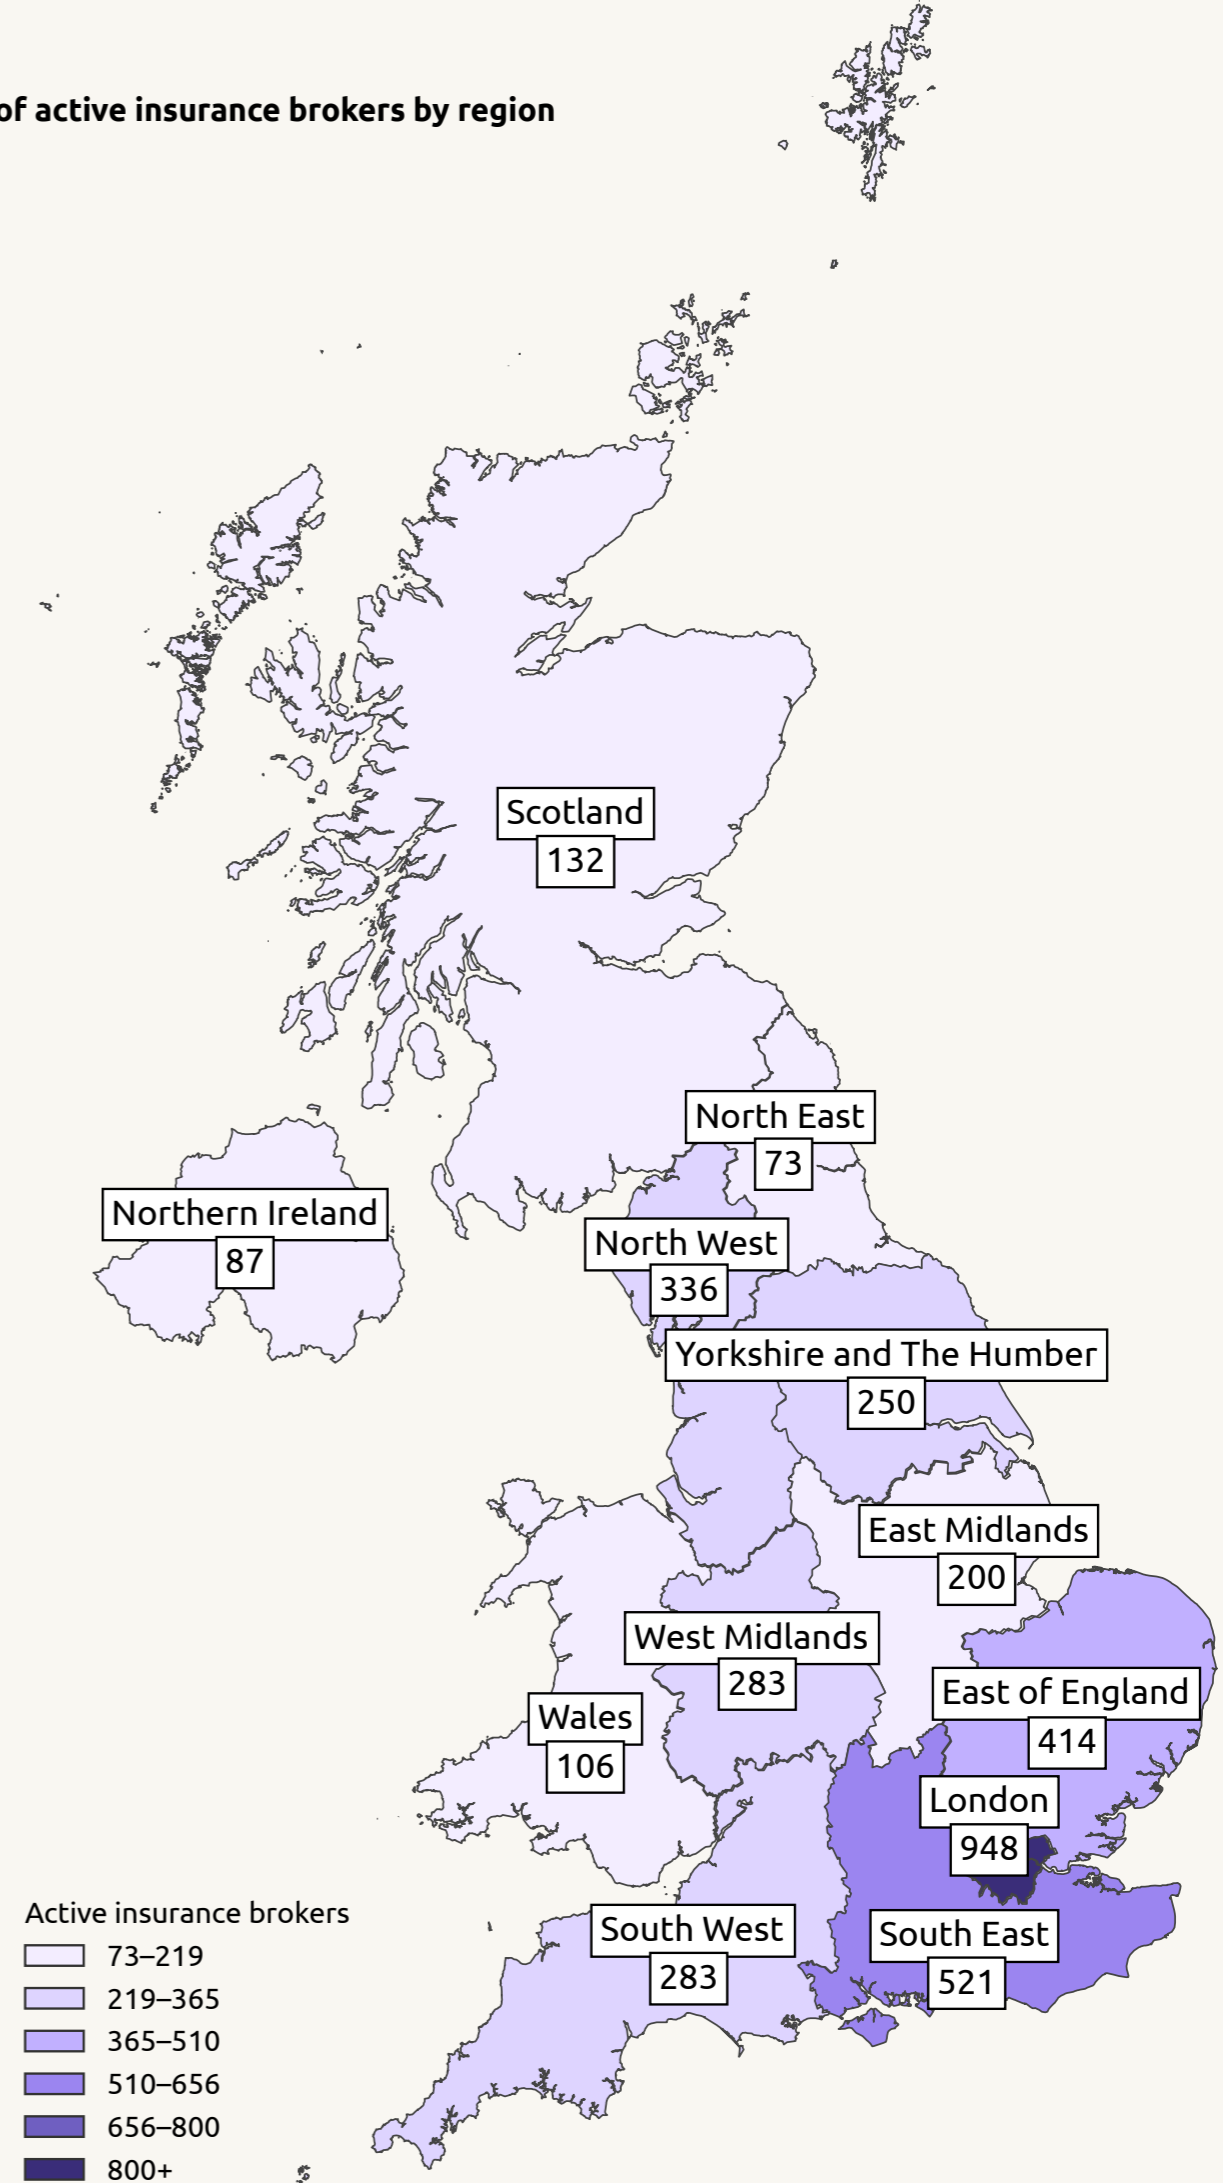 of active insurance brokers by region
Scotland
132
North East
73
Northern Ireland
87
North West
336
Yorkshire and The Humber
250
East Midlands
200
West Midlands
283
East of England
414
Wales
106
London
948
South West
283
South East
521
Active insurance brokers
73–219
219–365
365–510
510–656
656–800
800+